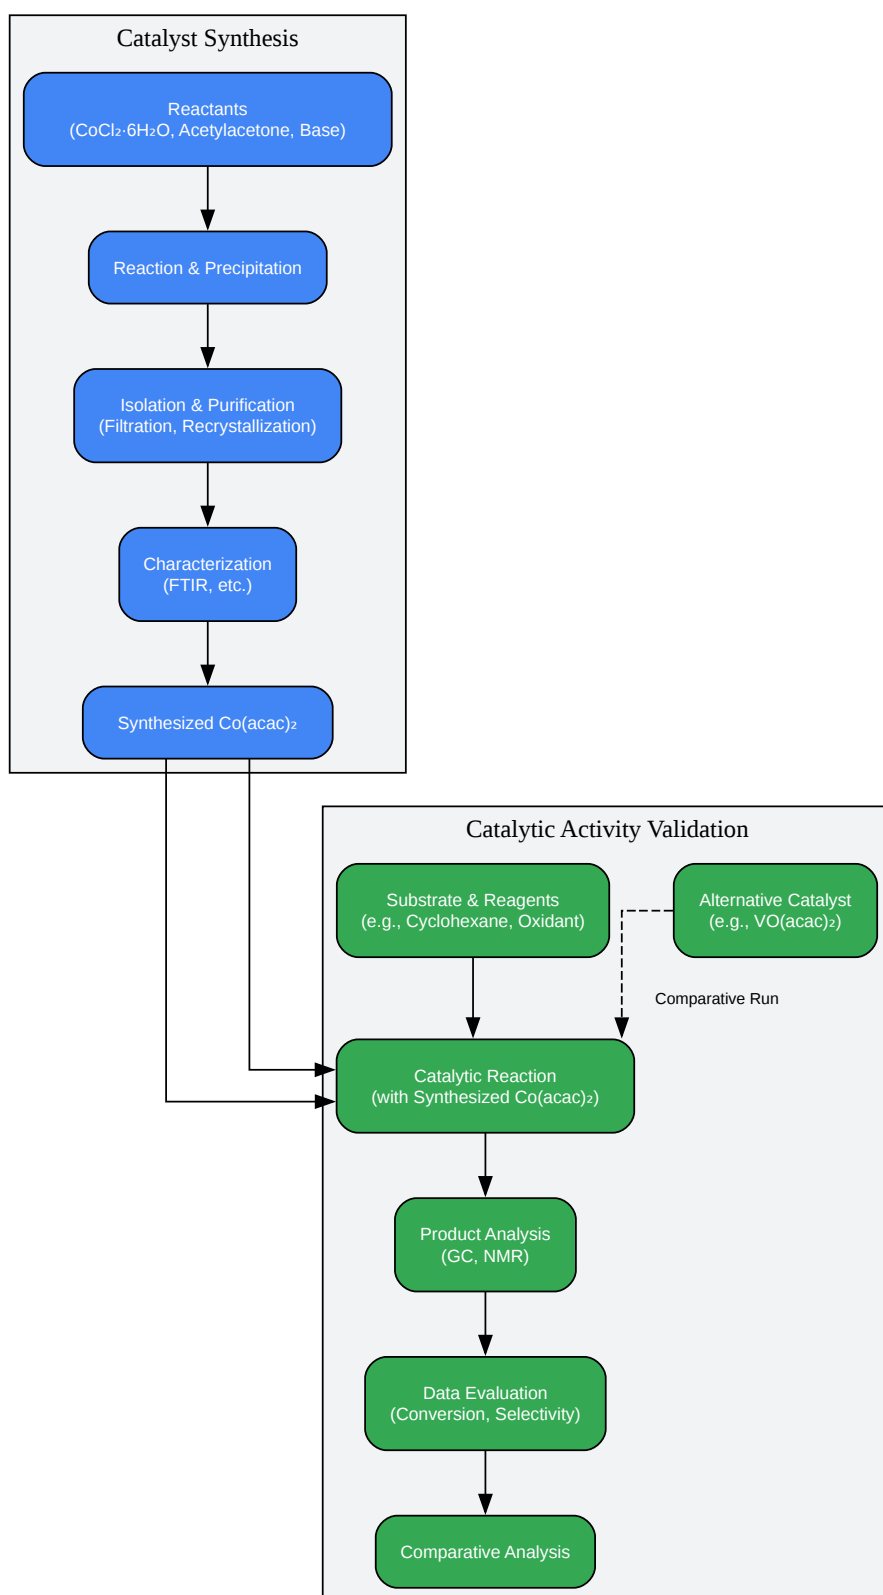 Catalyst Synthesis
Reactants
(CoCl₂·6H₂O, Acetylacetone, Base)
Reaction & Precipitation
Isolation & Purification
(Filtration, Recrystallization)
Characterization
(FTIR, etc.)
Synthesized Co(acac)₂
Catalytic Activity Validation
Substrate & Reagents
(e.g., Cyclohexane, Oxidant)
Alternative Catalyst
(e.g., VO(acac)₂)
Comparative Run
Catalytic Reaction
(with Synthesized Co(acac)₂)
Product Analysis
(GC, NMR)
Data Evaluation
(Conversion, Selectivity)
Comparative Analysis